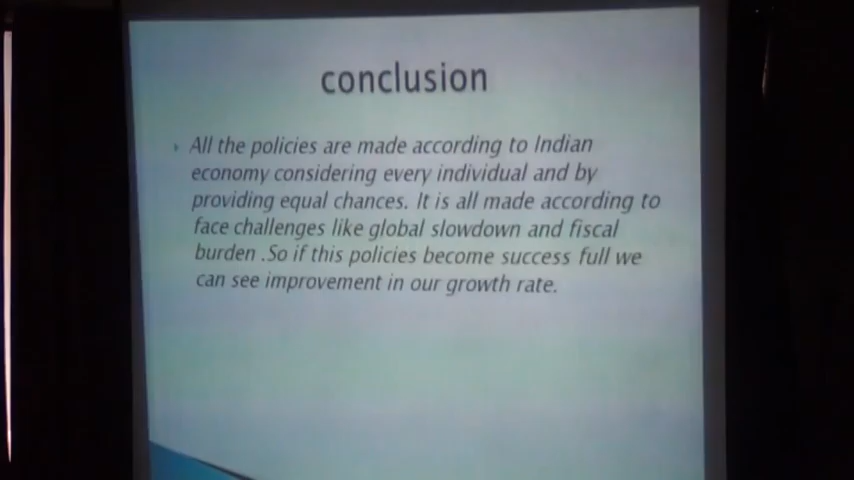 conclusion
All the policies are made according to Indian
economy considering every individual and by
providing equal chances. It is all made according to
face challenges like global slowdown and fiscal
burden .So if this policies become success full we
can see improvement in our growth rate.